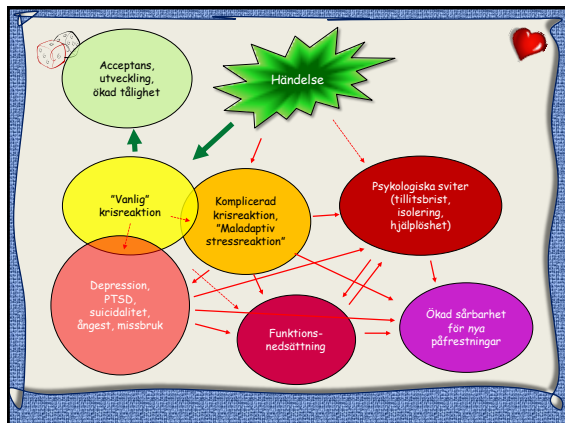 Acceptans,
utveckling,
ökad tålighet
Händelse
"Vanlig"
krisreaktion
Komplicerad
krisreaktion,
"Maladaptiv
stressreaktion"
Psykologiska sviter
(tillitsbrist,
isolering,
hjälplöshet)
Depression,
PTSD,
suicidalitet,
ångest, missbruk
Funktions-
nedsättning
Ökad sårbarhet
för nya
påfrestningar